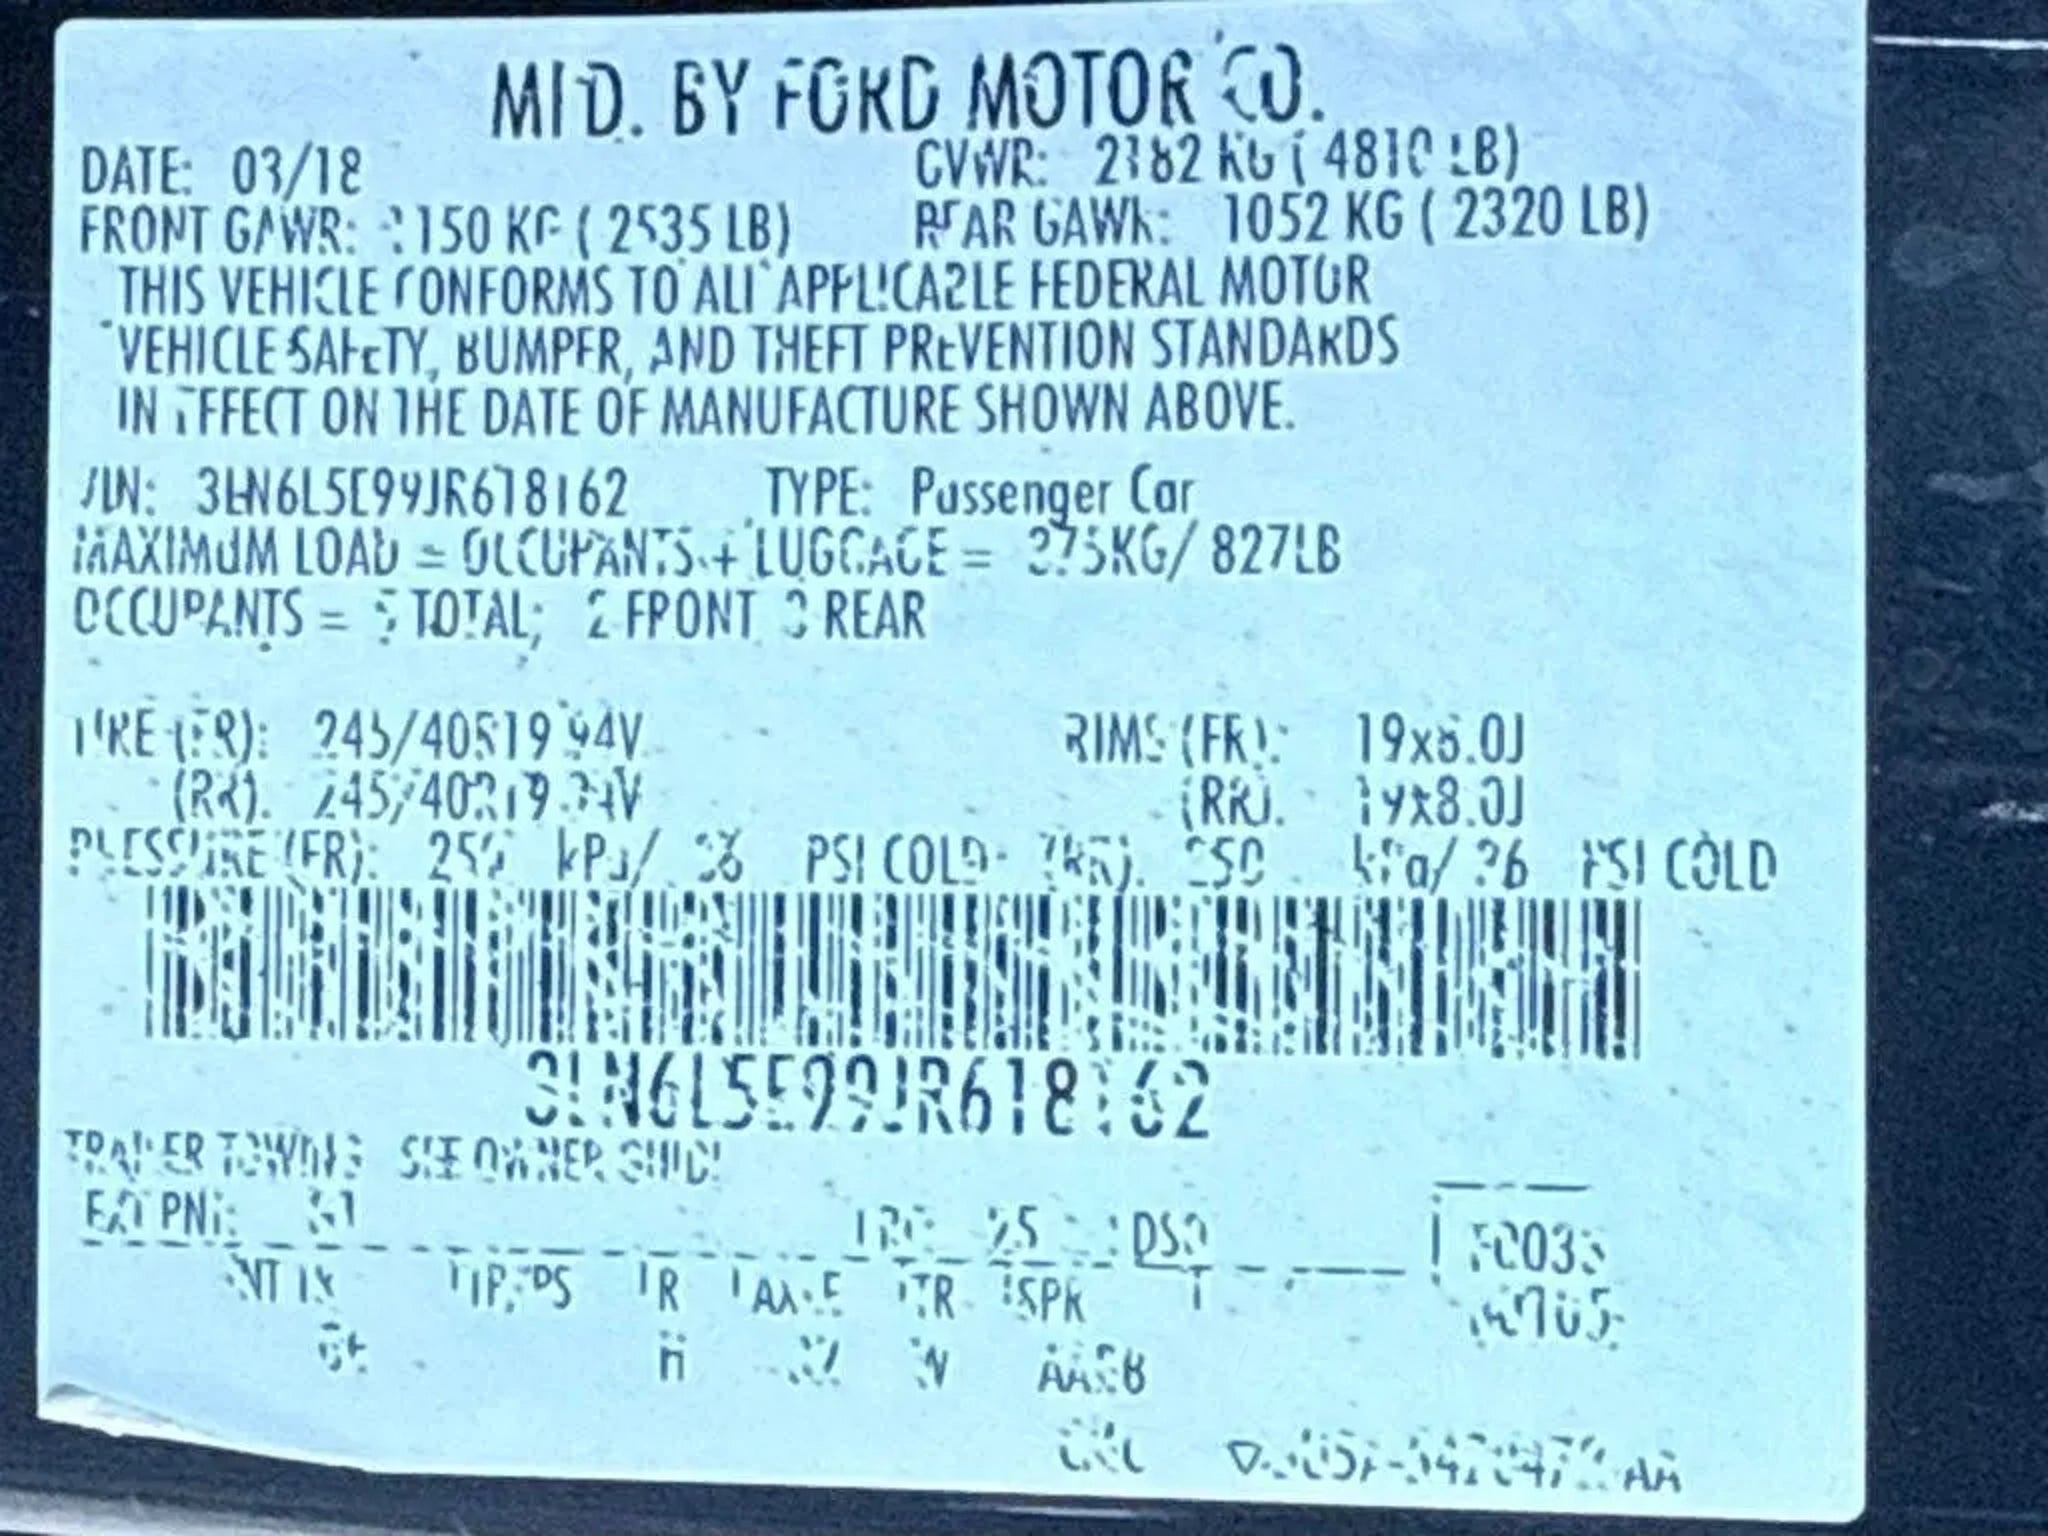 MFD. BY FORD MOTOR CO.
DATE: 03/18 GVWR: 2182 KG ( 4810 LB)
FRONT GAWR: 1150 KG ( 2535 LB) REAR GAWR: 1052 KG ( 2320 LB)
THIS VEHICLE CONFORMS TO ALL APPLICABLE FEDERAL MOTOR
VEHICLE SAFETY, BUMPER, AND THEFT PREVENTION STANDARDS
IN EFFECT ON THE DATE OF MANUFACTURE SHOWN ABOVE.
VIN: 3LN6L5E99JR618162 TYPE: Passenger Car
MAXIMUM LOAD = OCCUPANTS + LUGGAGE = 375KG/ 827LB
OCCUPANTS = 5 TOTAL; 2 FRONT 3 REAR
TIRE (FR): 245/40R19 94V RIMS (FR): 19x8.0J
(RR): 245/40R19 94V (RR): 19x8.0J
PRESSURE (FR): 250 kPa/ 36 PSI COLD (RR): 250 kPa/ 36 PSI COLD
3LN6L5E99JR618162
TRAILER TOWING SEE OWNER GUIDE
EXT PNT: DSO
INT TR TP/PS R AXLE TR SPR T